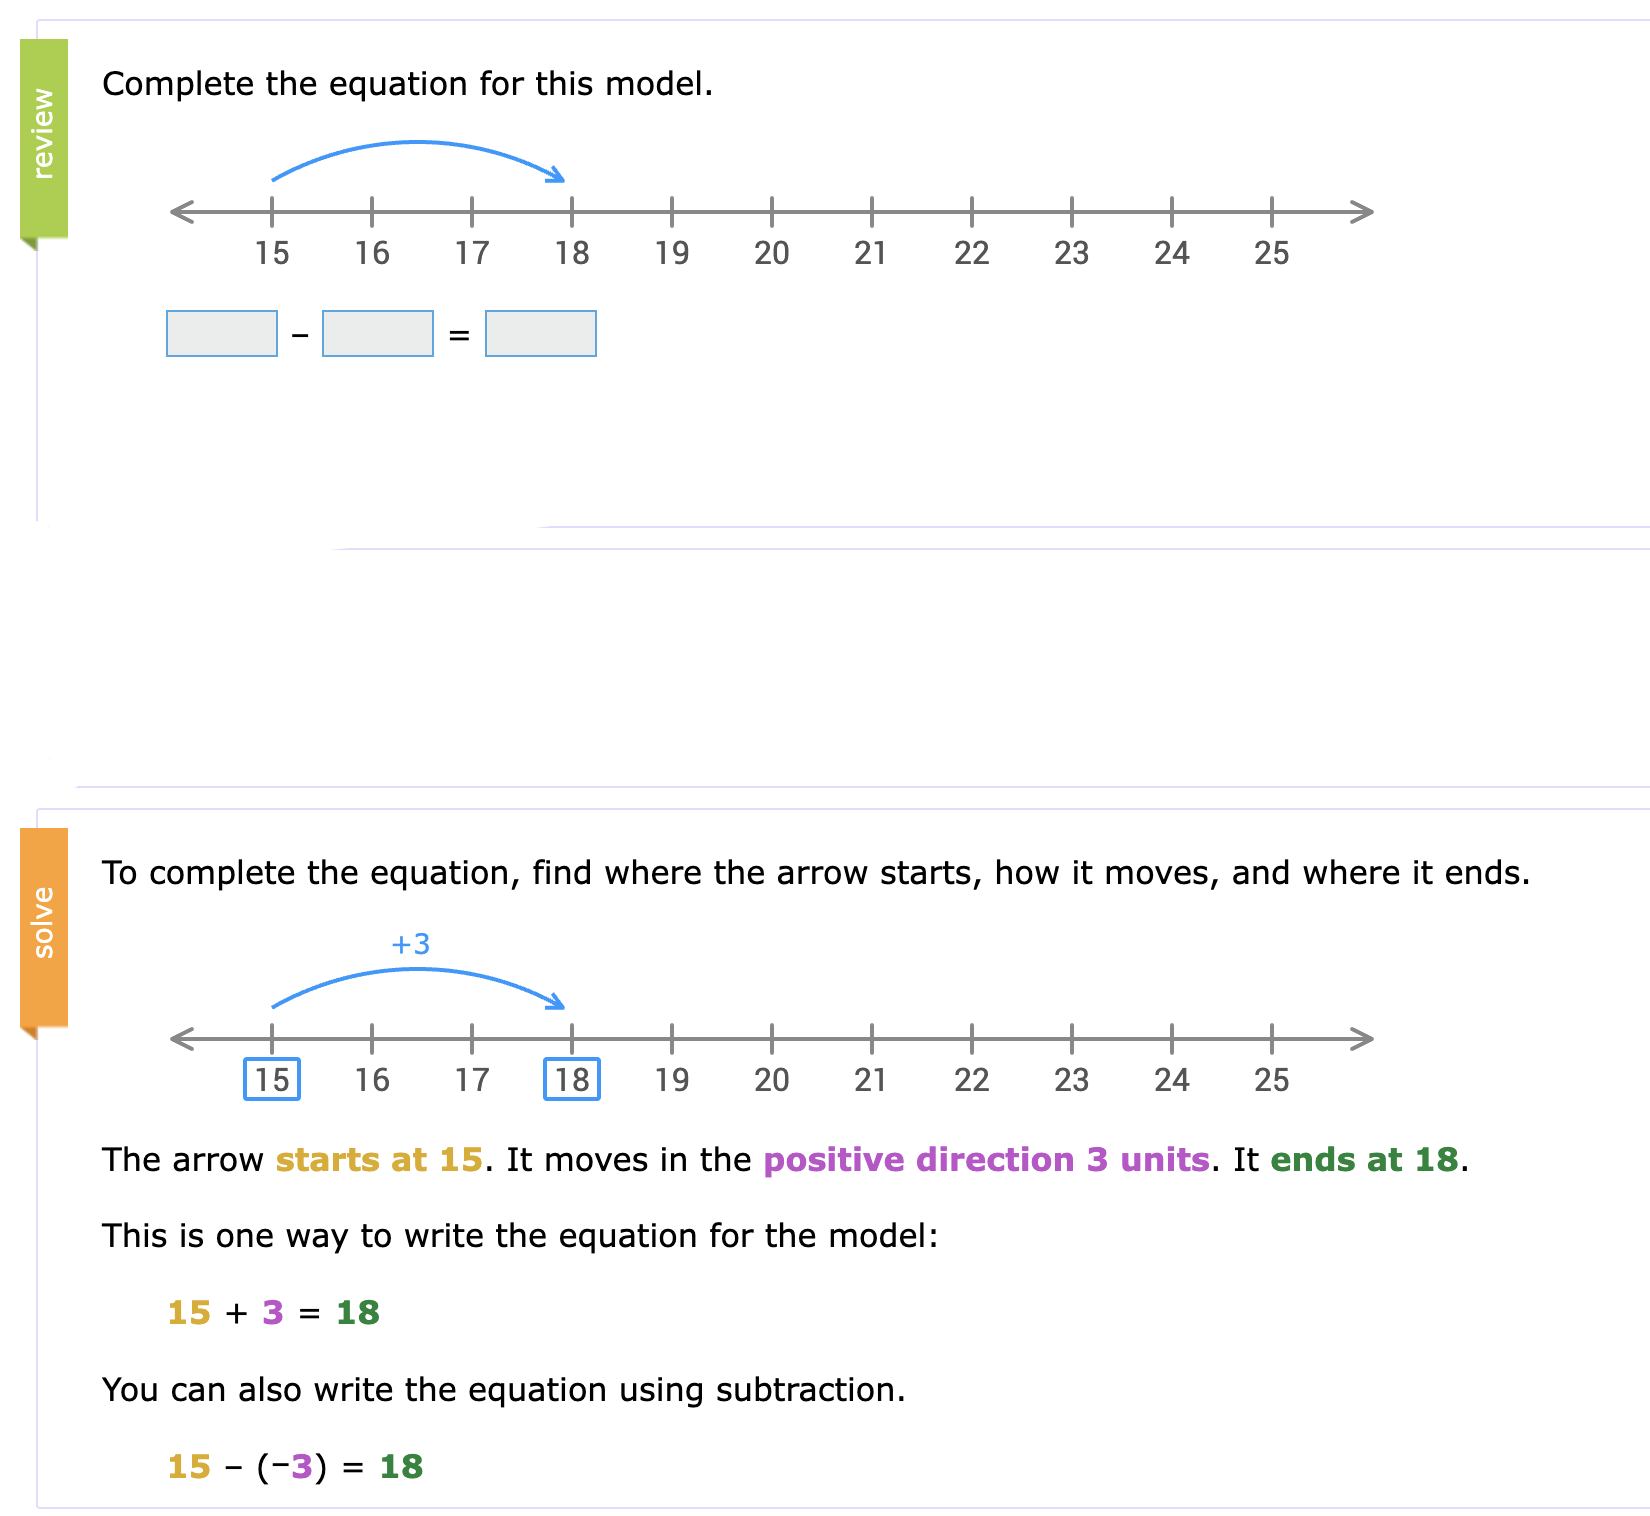 review
Complete the equation for this model.
15 16 17 18 19 20 21 22 23 24 25
– =
solve
To complete the equation, find where the arrow starts, how it moves, and where it ends.
+3
15 16 17 18 19 20 21 22 23 24 25
The arrow starts at 15. It moves in the positive direction 3 units. It ends at 18.
This is one way to write the equation for the model:
15 + 3 = 18
You can also write the equation using subtraction.
15 – (−3) = 18